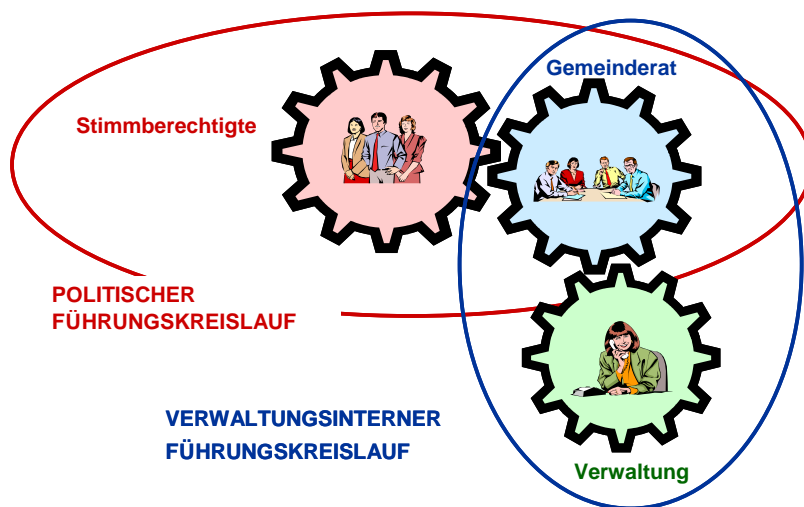 Gemeinderat
Stimmberechtigte
POLITISCHER
FÜHRUNGSKREISLAUF
VERWALTUNGSINTERNER
FÜHRUNGSKREISLAUF
Verwaltung